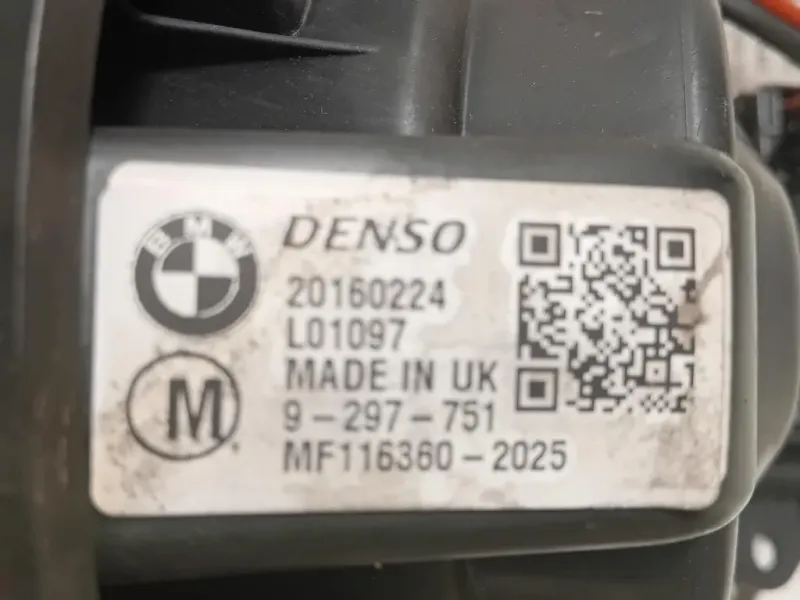 BMW
DENSO
20160224
L01097
MADE IN UK
M
9-297-751
MF116360-2025